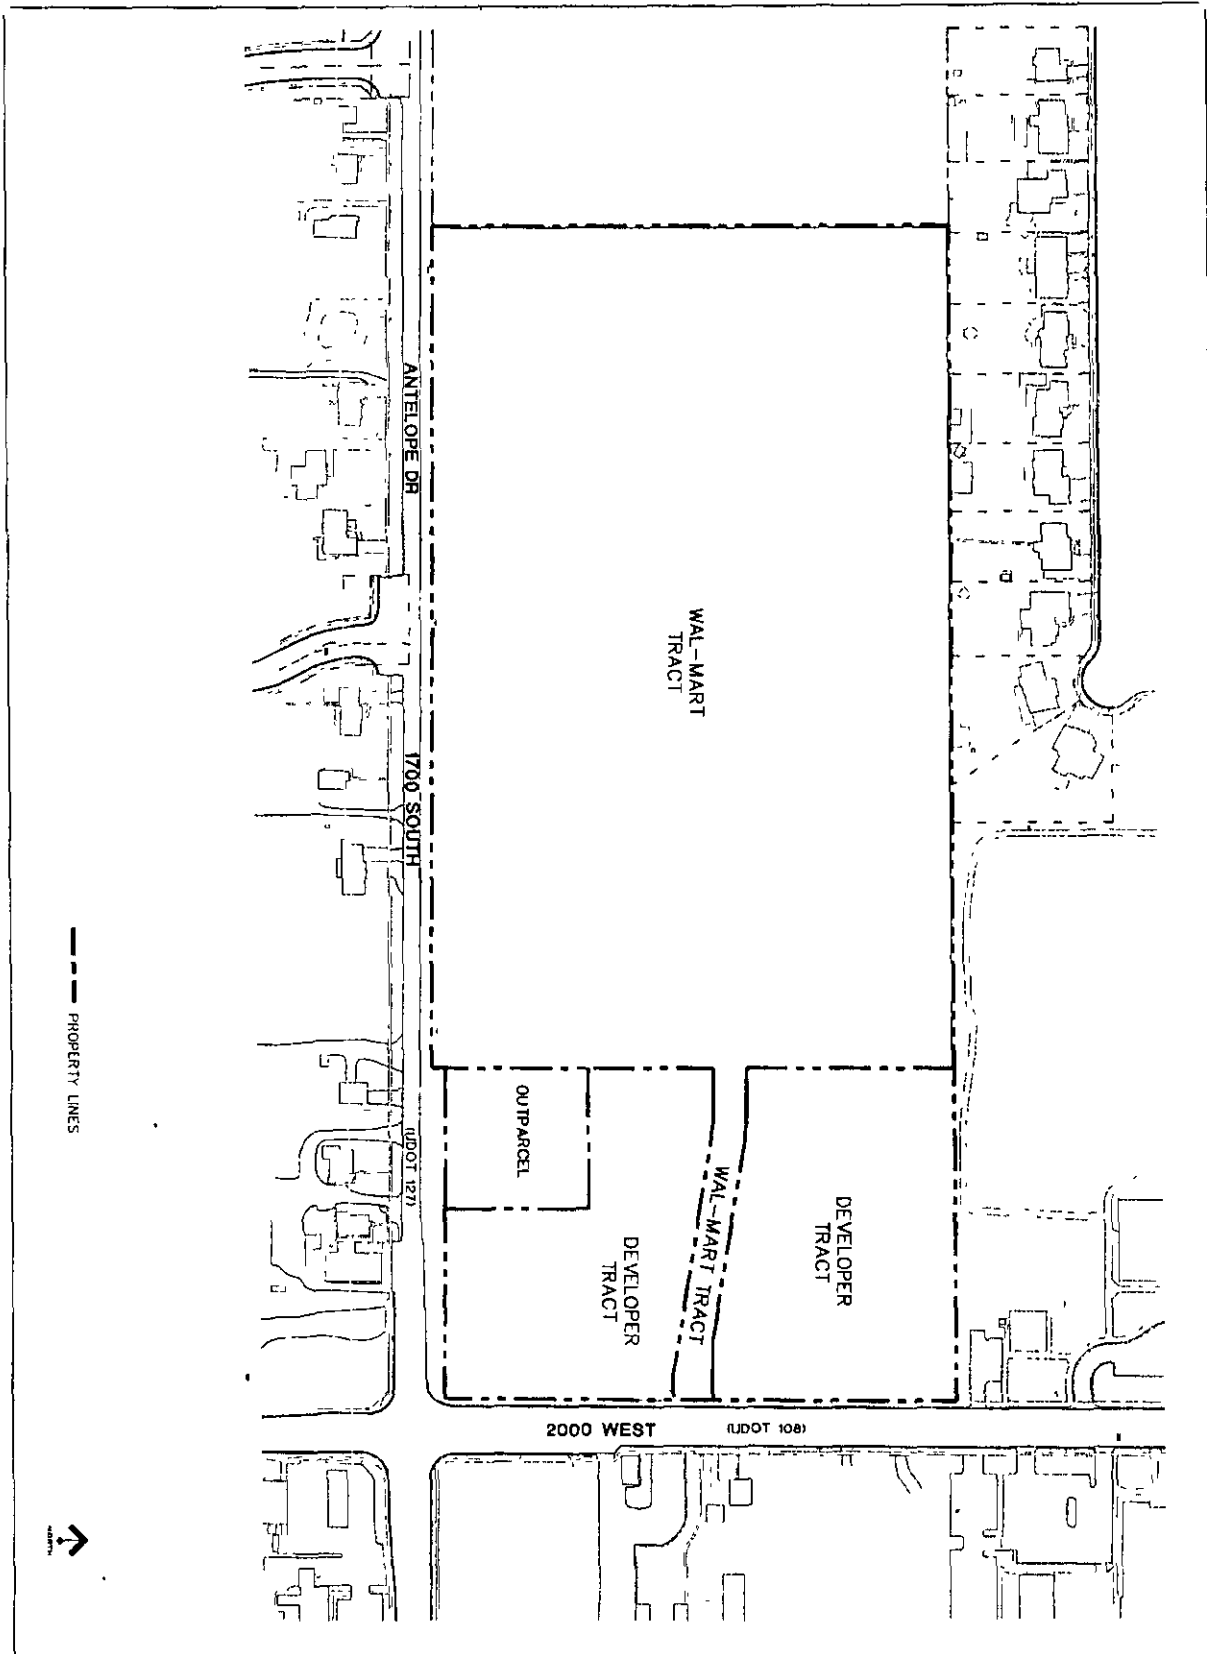 ANTELOPE DR
1700 SOUTH
(UDOT 127)
WAL-MART
TRACT
OUTPARCEL
WAL-MART TRACT
DEVELOPER
TRACT
DEVELOPER
TRACT
2000 WEST
(UDOT 108)
PROPERTY LINES
NORTH